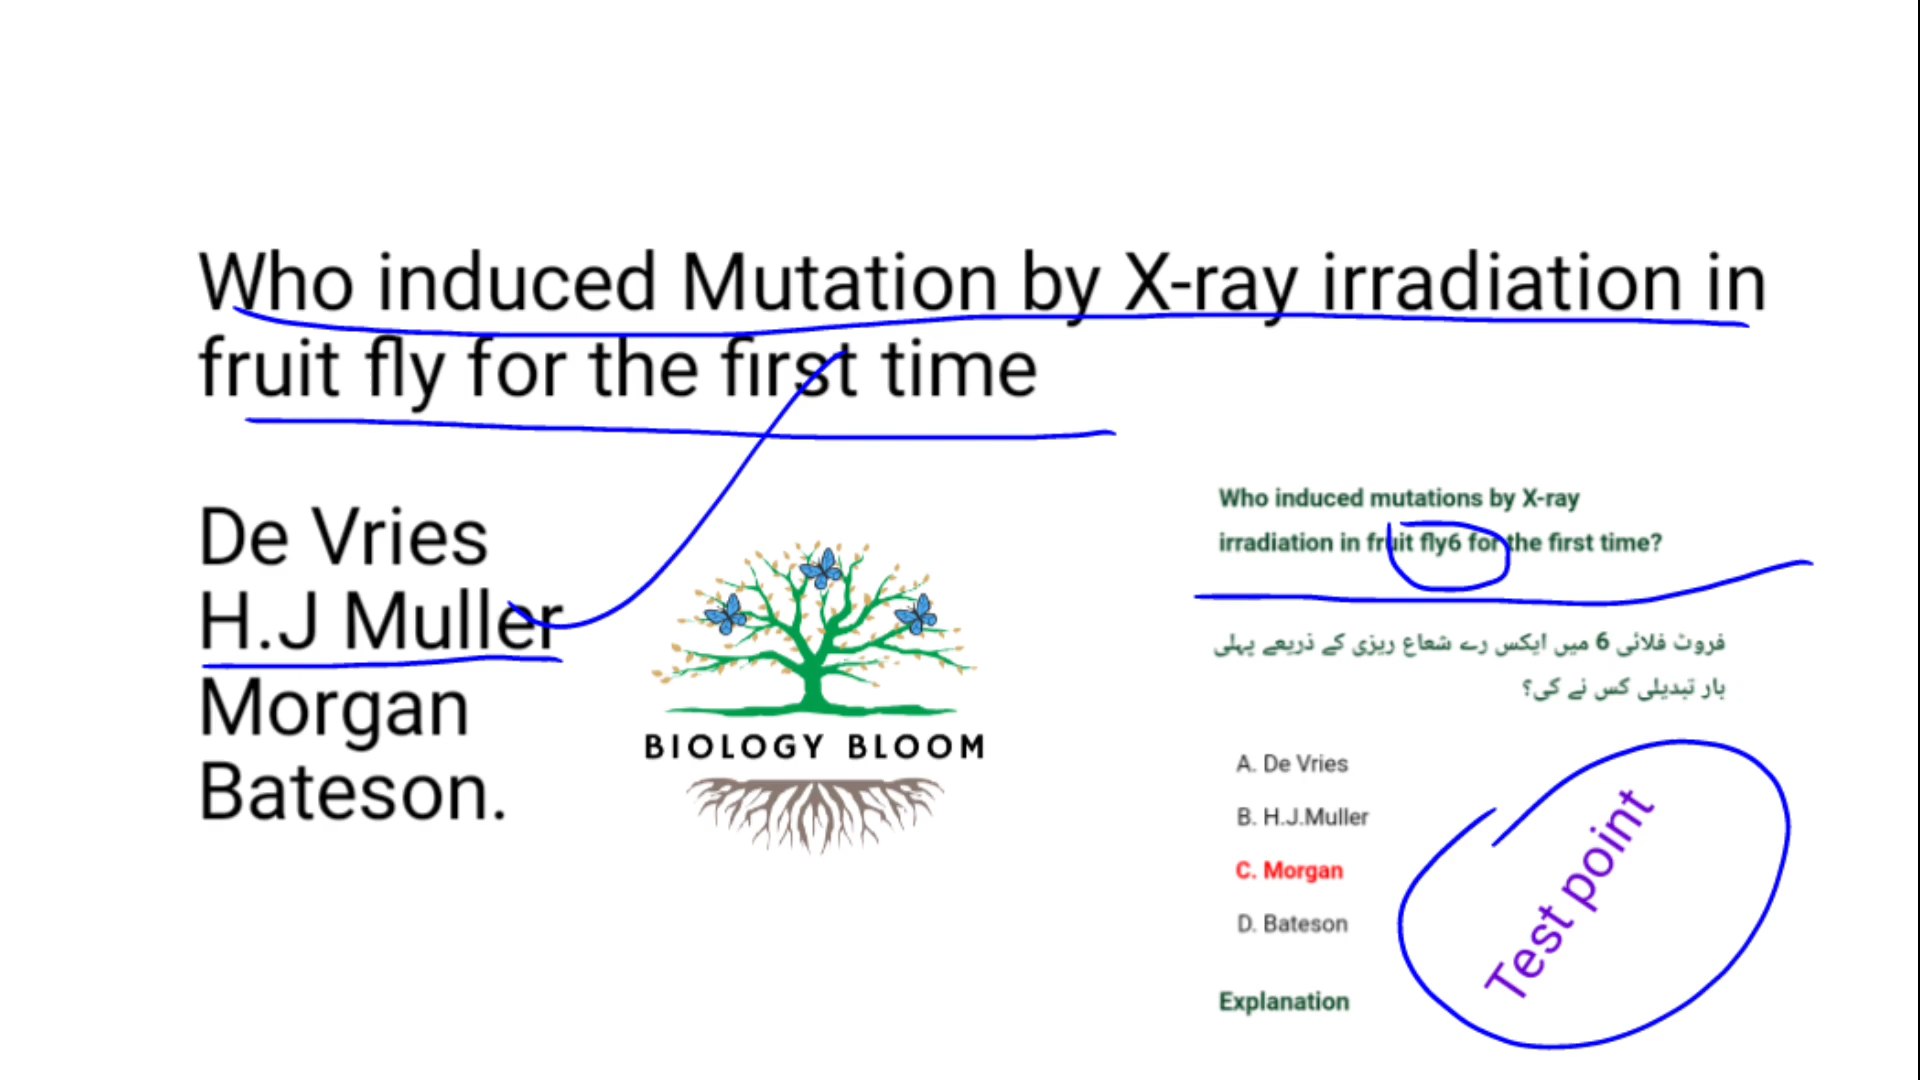 Who induced Mutation by X-ray irradiation in
fruit fly for the first time
De Vries
H.J Muller
Morgan
Bateson.
BIOLOGY BLOOM
Who induced mutations by X-ray
irradiation in fruit fly6 for the first time?
فروٹ فلائی 6 میں ایکس رے شعاع ریزی کے ذریعے پہلی
بار تبدیلی کس نے کی؟
A. De Vries
B. H.J.Muller
C. Morgan
D. Bateson
Explanation
Test point